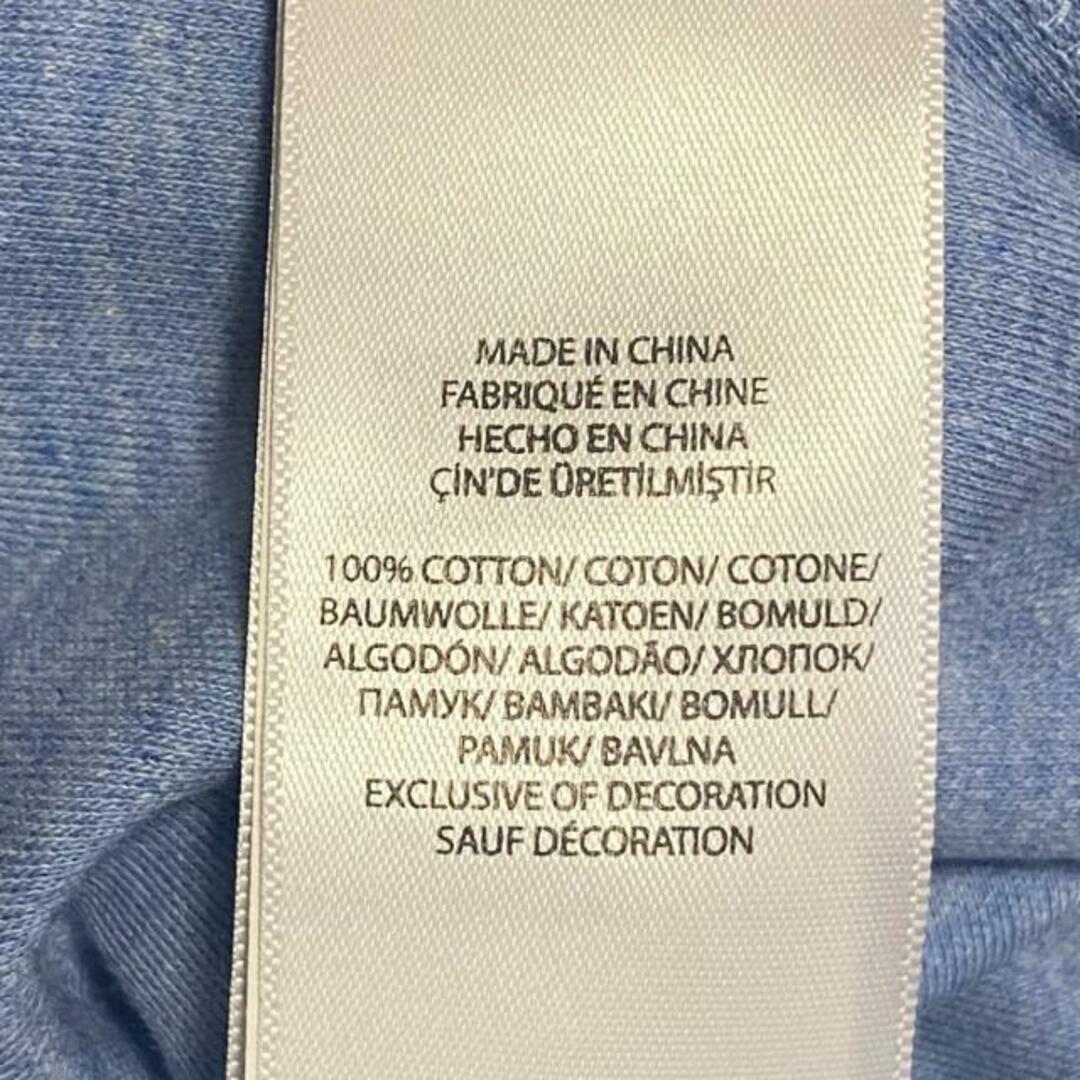 MADE IN CHINA
FABRIQUÉ EN CHINE
HECHO EN CHINA
ÇİN'DE ÜRETİLMİŞTİR
100% COTTON/ COTON/ COTONE/
BAUMWOLLE/ KATOEN/ BOMULD/
ALGODÓN/ ALGODÃO/ ХЛОПОК/
ПАМУК/ BAMBAKI/ BOMULL/
PAMUK/ BAVLNA
EXCLUSIVE OF DECORATION
SAUF DÉCORATION